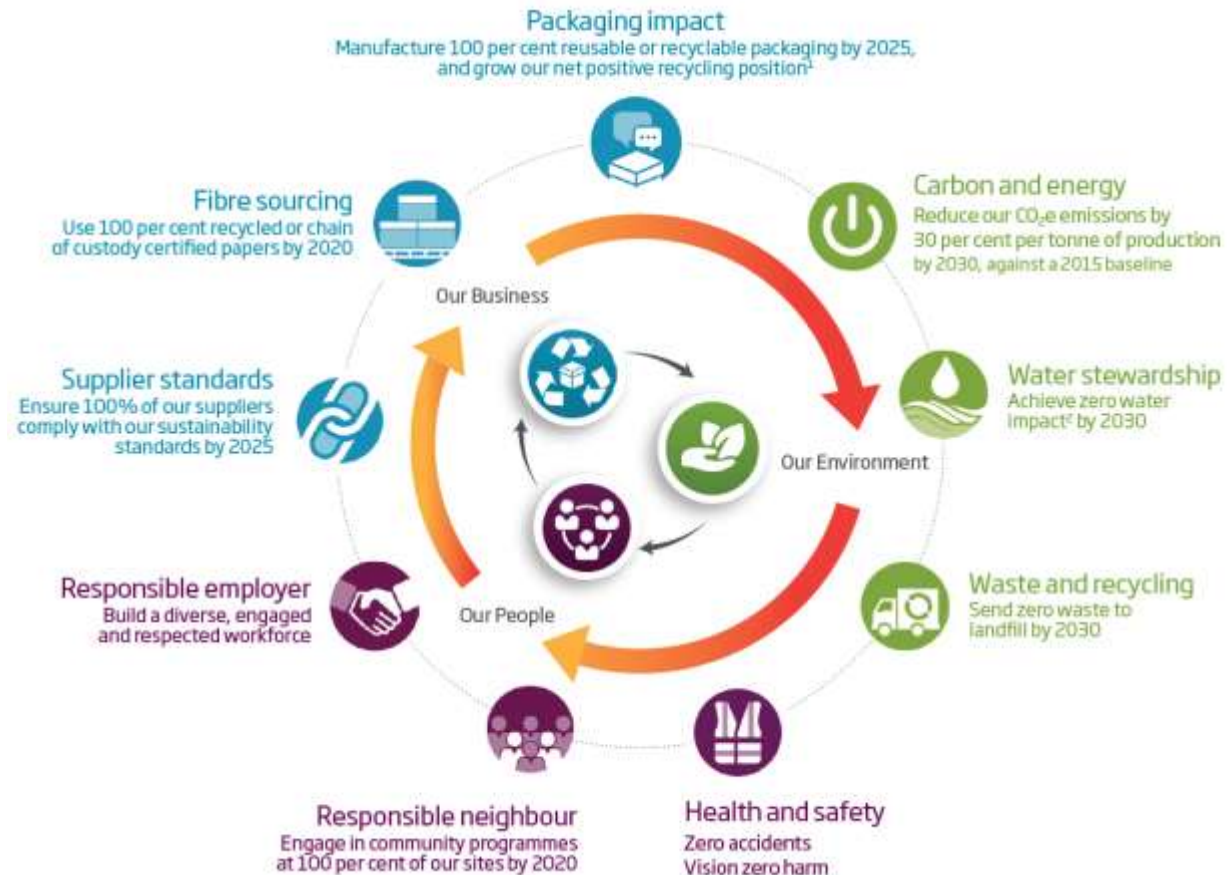 Packaging impact
Manufacture 100 per cent reusable or recyclable packaging by 2025,
and grow our net positive recycling position¹
Fibre sourcing
Use 100 per cent recycled or chain
of custody certified papers by 2020
Carbon and energy
Reduce our CO₂e emissions by
30 per cent per tonne of production
by 2030, against a 2015 baseline
Our Business
Supplier standards
Ensure 100% of our suppliers
comply with our sustainability
standards by 2025
Water stewardship
Achieve zero water
impact² by 2030
Our Environment
Responsible employer
Build a diverse, engaged
and respected workforce
Our People
Waste and recycling
Send zero waste to
landfill by 2030
Responsible neighbour
Engage in community programmes
at 100 per cent of our sites by 2020
Health and safety
Zero accidents
Vision zero harm